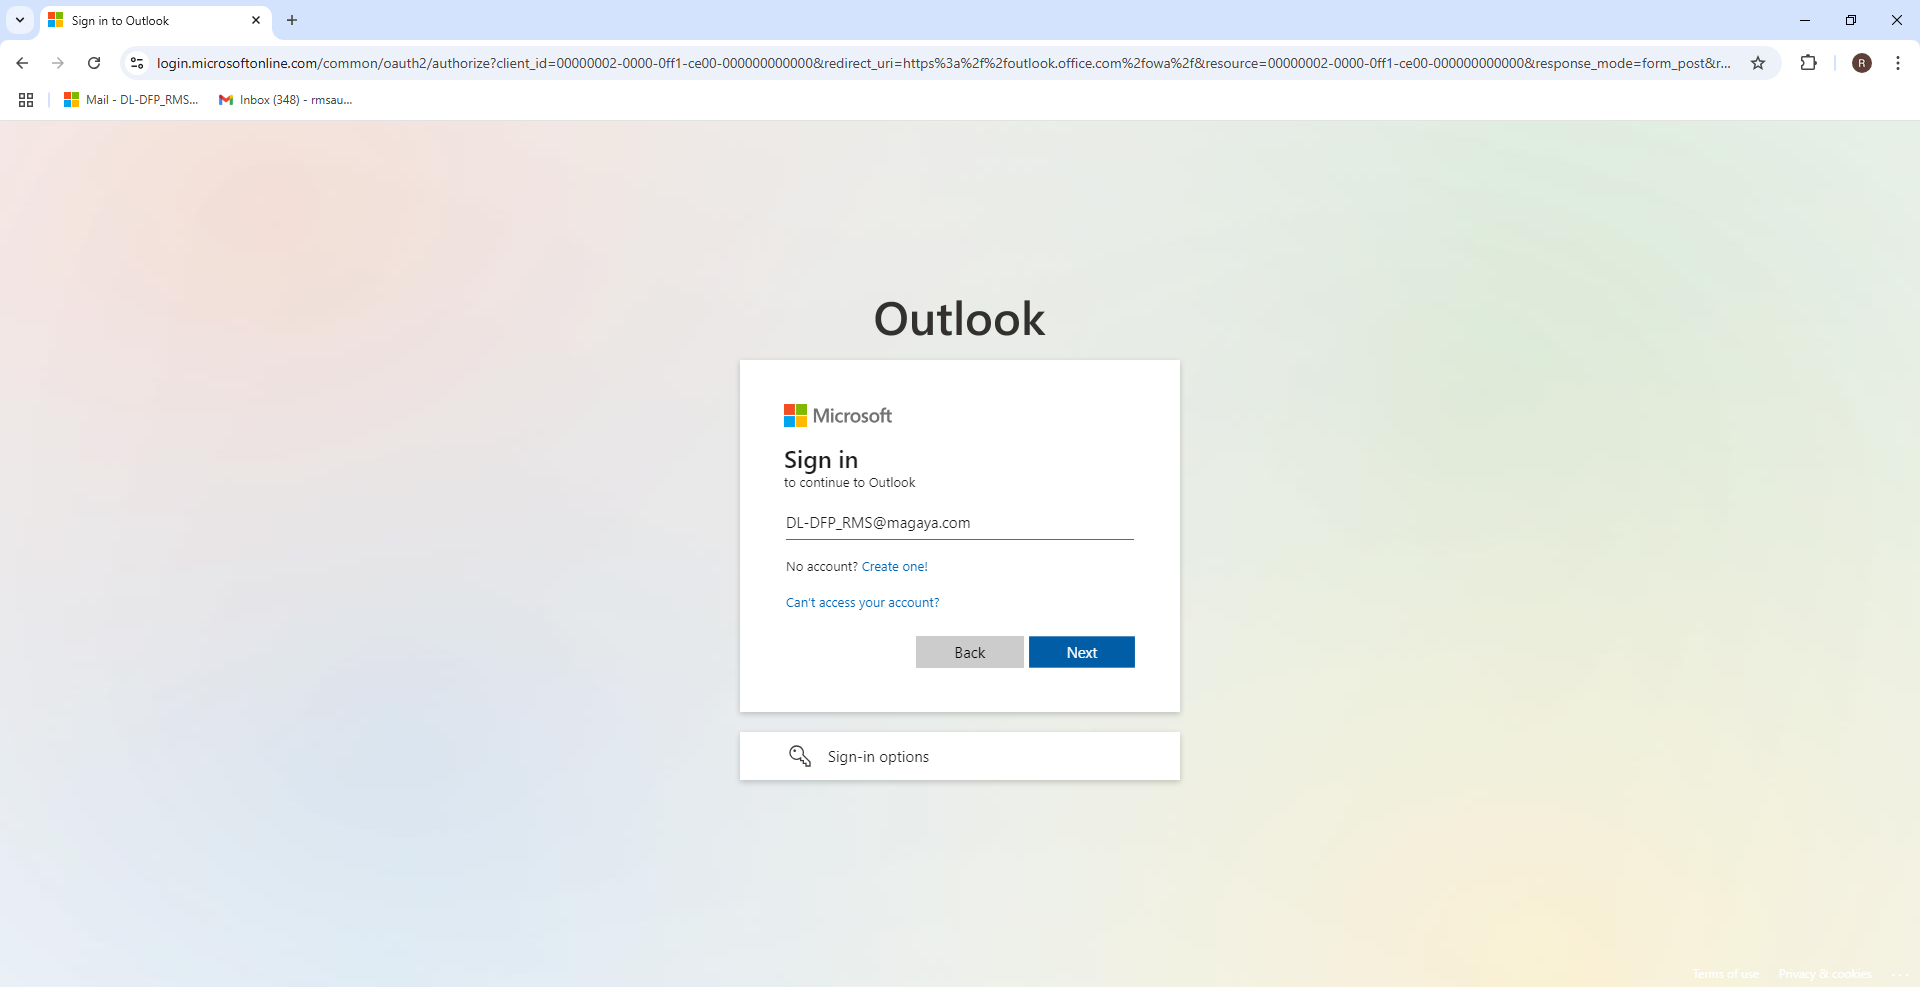 Sign in to Outlook
login.microsoftonline.com/common/oauth2/authorize?client_id=00000002-0000-0ff1-ce00-000000000000&redirect_uri=https%3a%2f%2foutlook.office.com%2fowa%2f&resource=00000002-0000-0ff1-ce00-000000000000&response_mode=form_post&r...
R
Mail - DL-DFP_RMS...
Inbox (348) - rmsau...
Outlook
Microsoft
Sign in
to continue to Outlook
DL-DFP_RMS@magaya.com
No account? Create one!
Can't access your account?
Back
Next
Sign-in options
Terms of use
Privacy & cookies
...